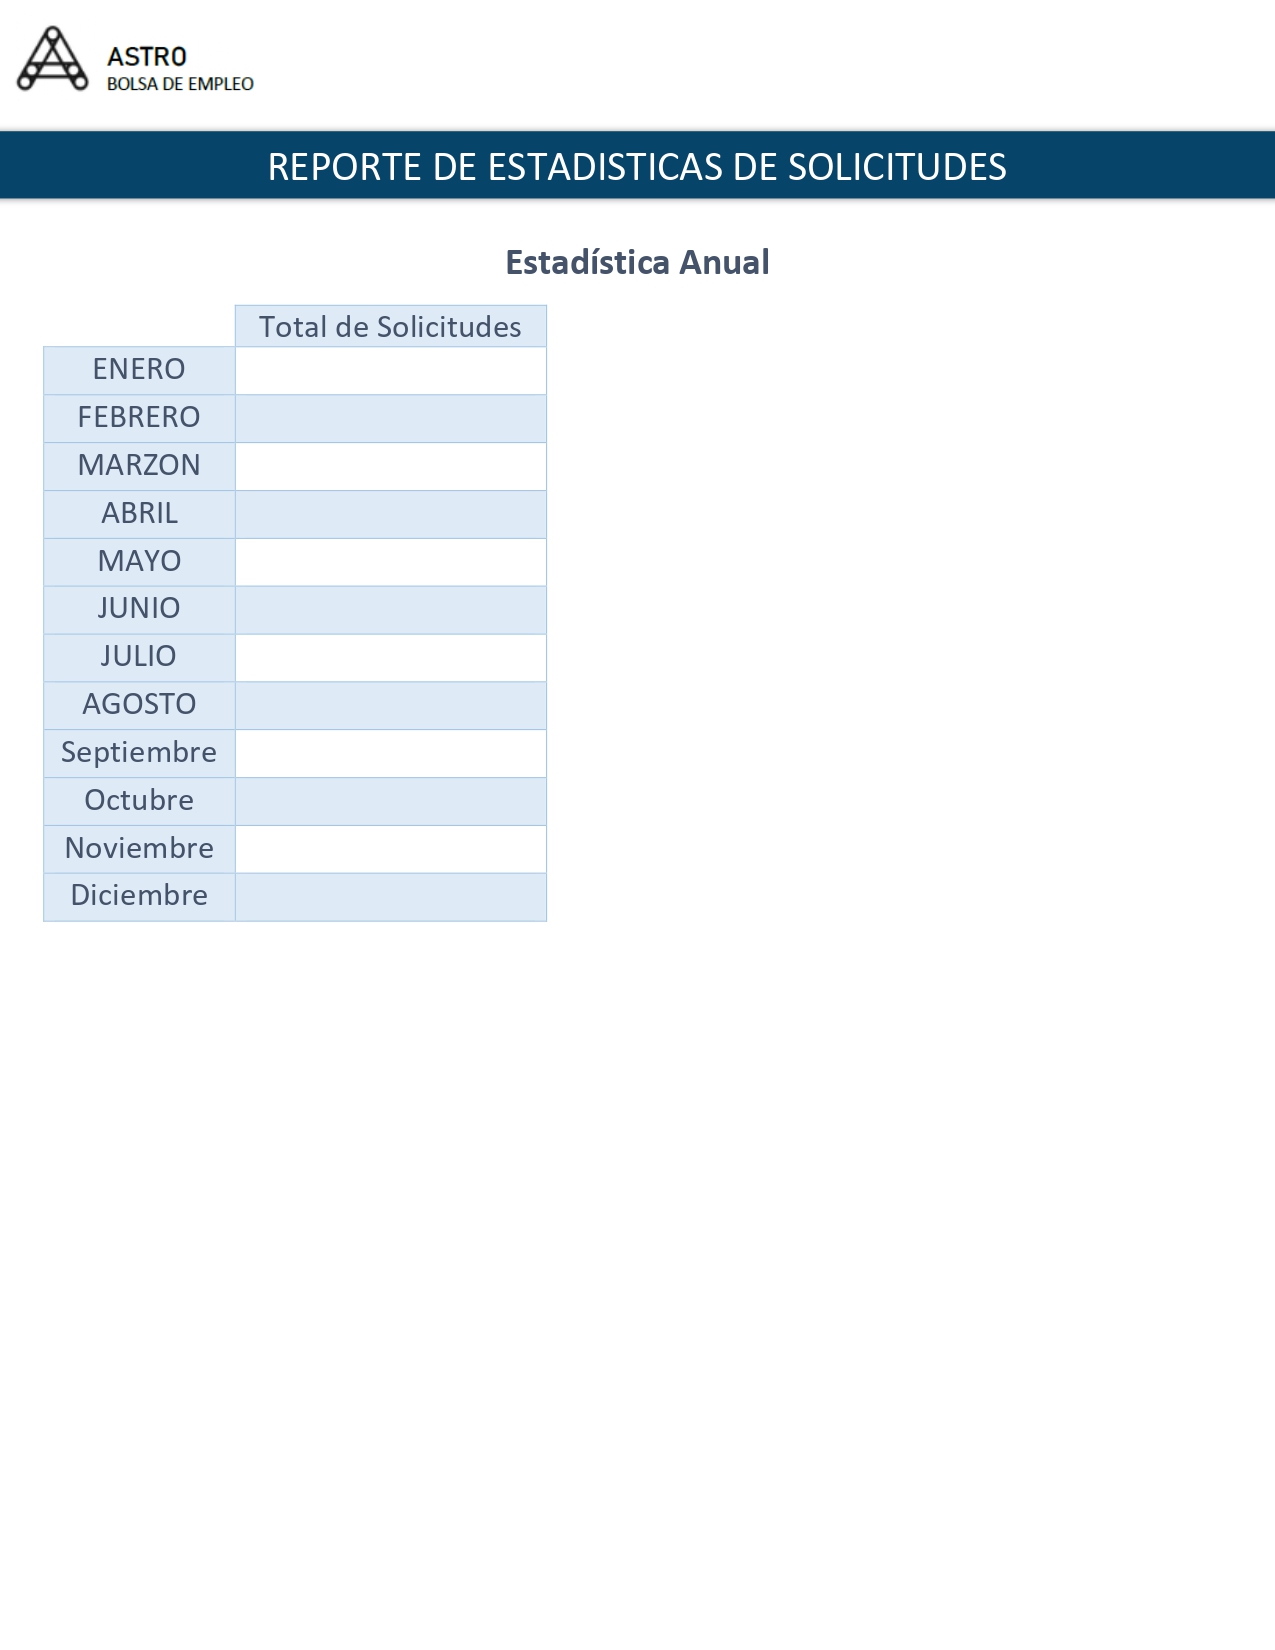 ASTRO
BOLSA DE EMPLEO
REPORTE DE ESTADISTICAS DE SOLICITUDES
Estadística Anual
Total de Solicitudes
ENERO
FEBRERO
MARZON
ABRIL
MAYO
JUNIO
JULIO
AGOSTO
Septiembre
Octubre
Noviembre
Diciembre